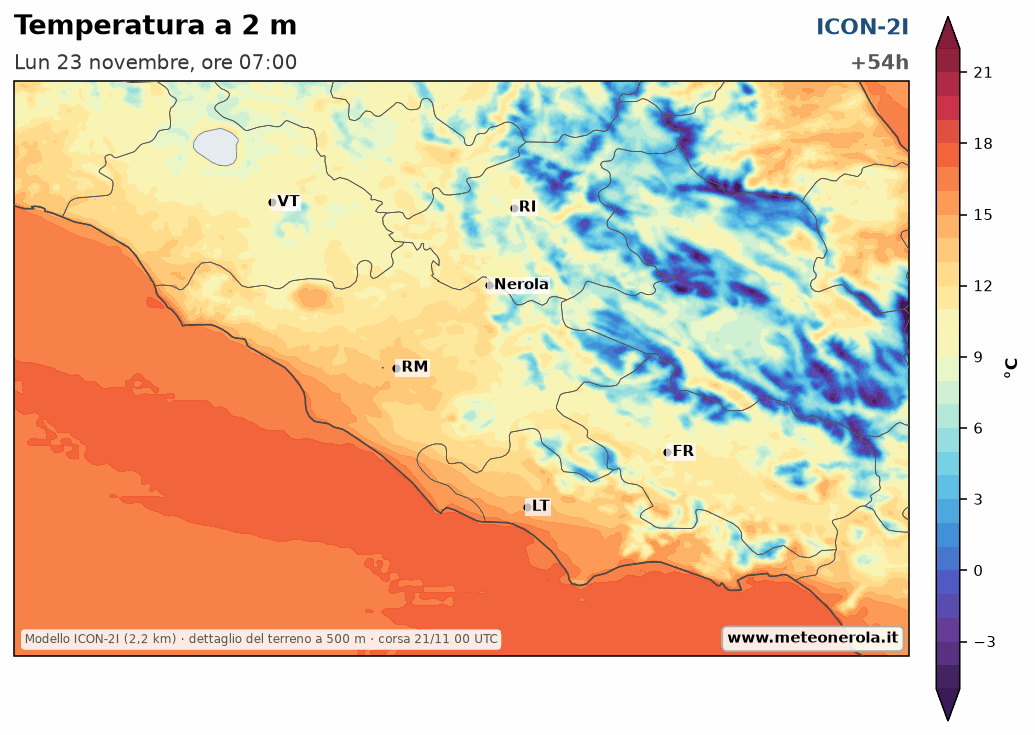 Temperatura a 2 m
ICON-2I
Lun 23 novembre, ore 07:00
+54h
VT
RI
Nerola
RM
FR
LT
Modello ICON-2I (2,2 km) · dettaglio del terreno a 500 m · corsa 21/11 00 UTC
www.meteonerola.it
21
18
15
12
9
6
3
0
−3
°C